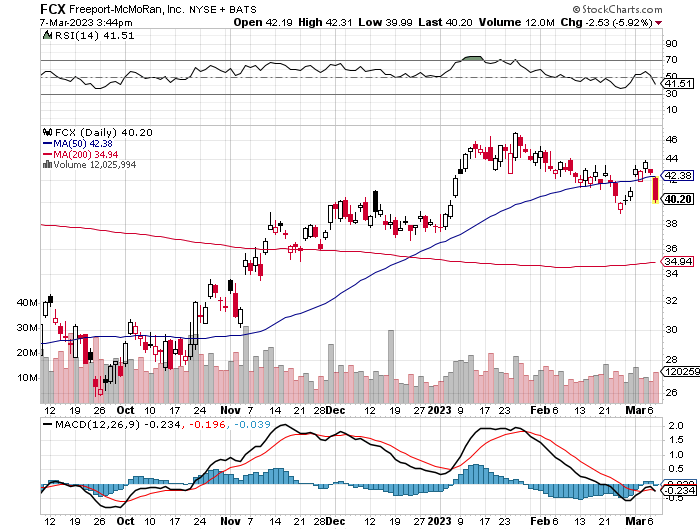 FCX Freeport-McMoRan, Inc. NYSE + BATS © StockCharts.com
7-Mar-2023 3:44pm Open 42.19 High 42.31 Low 39.99 Last 40.20 Volume 12.0M Chg -2.53 (-5.92%)
RSI(14) 41.51
90
70
50
41.51
30
10
FCX (Daily) 40.20
MA(50) 42.38
MA(200) 34.94
Volume 12,025,994
46
44
42
42.38
40.20
38
36
34.94
34
32
30
28
26
40M
30M
20M
10M
120259
12 19 26 Oct 10 17 24 Nov 7 14 21 28 Dec 12 19 27 2023 9 17 23 Feb 6 13 21 Mar 6
MACD(12,26,9) -0.234, -0.196, -0.039
2.0
1.5
1.0
0.5
-0.234
-0.5
12 19 26 Oct 10 17 24 Nov 7 14 21 28 Dec 12 19 27 2023 9 17 23 Feb 6 13 21 Mar 6